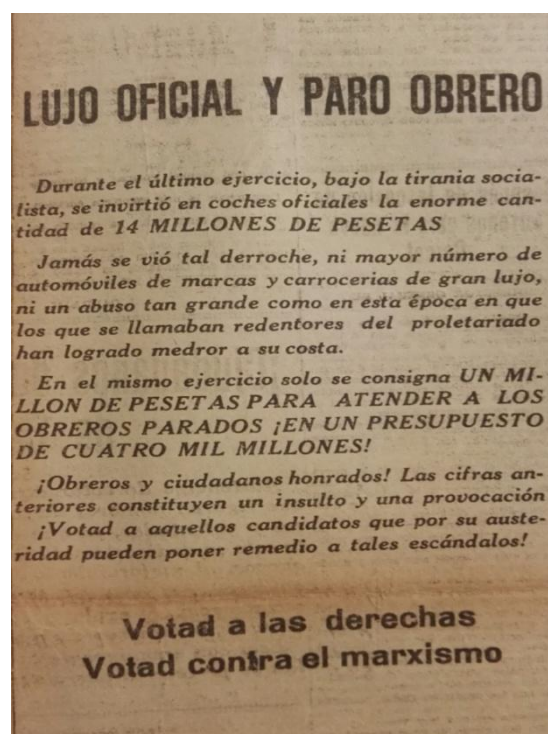 LUJO OFICIAL Y PARO OBRERO
Durante el último ejercicio, bajo la tirania socia-
lista, se invirtió en coches oficiales la enorme can-
tidad de 14 MILLONES DE PESETAS
Jamás se vió tal derroche, ni mayor número de
automóviles de marcas y carrocerias de gran lujo,
ni un abuso tan grande como en esta época en que
los que se llamaban redentores del proletariado
han logrado medror a su costa.
En el mismo ejercicio solo se consigna UN MI-
LLON DE PESETAS PARA ATENDER A LOS
OBREROS PARADOS ¡EN UN PRESUPUESTO
DE CUATRO MIL MILLONES!
¡Obreros y ciudadanos honrados! Las cifras an-
teriores constituyen un insulto y una provocación
¡Votad a aquellos candidatos que por su auste-
ridad pueden poner remedio a tales escándalos!
Votad a las derechas
Votad contra el marxismo